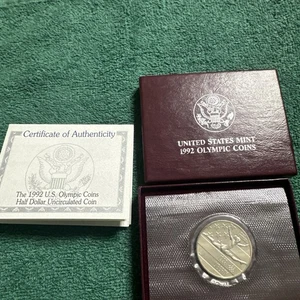 Certificate of Authenticity
The 1992 U.S. Olympic Coins
Half Dollar Uncirculated Coin
UNITED STATES MINT
1992 OLYMPIC COINS